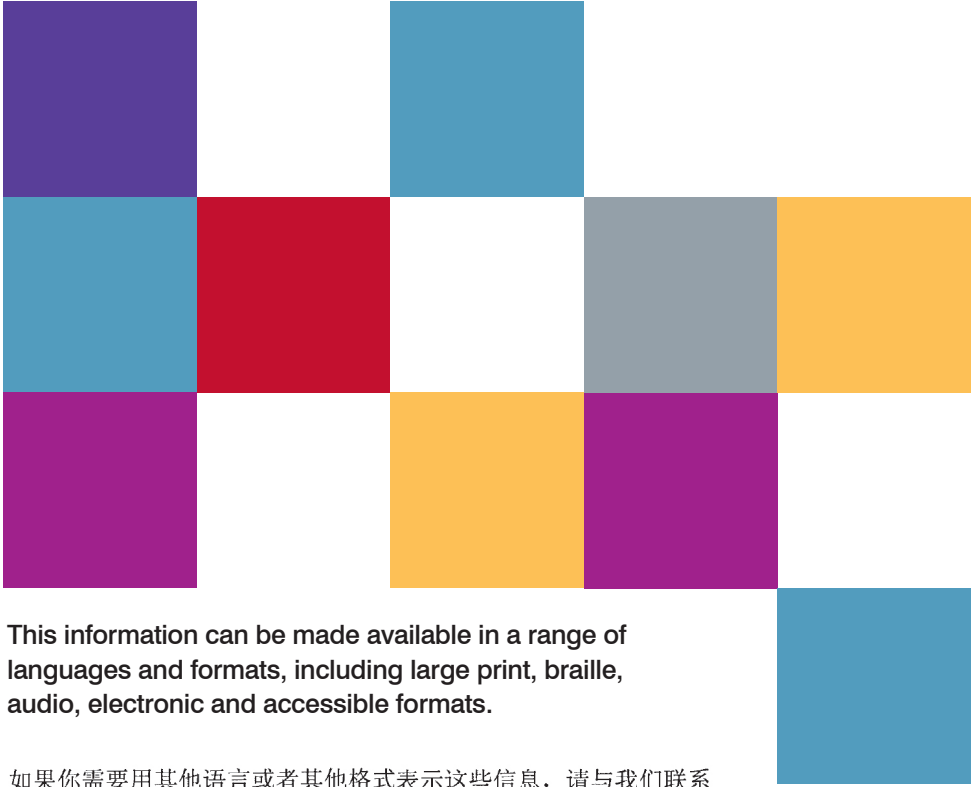 This information can be made available in a range of
languages and formats, including large print, braille,
audio, electronic and accessible formats.
如果你需要用其他语言或者其他格式表示这些信息，请与我们联系